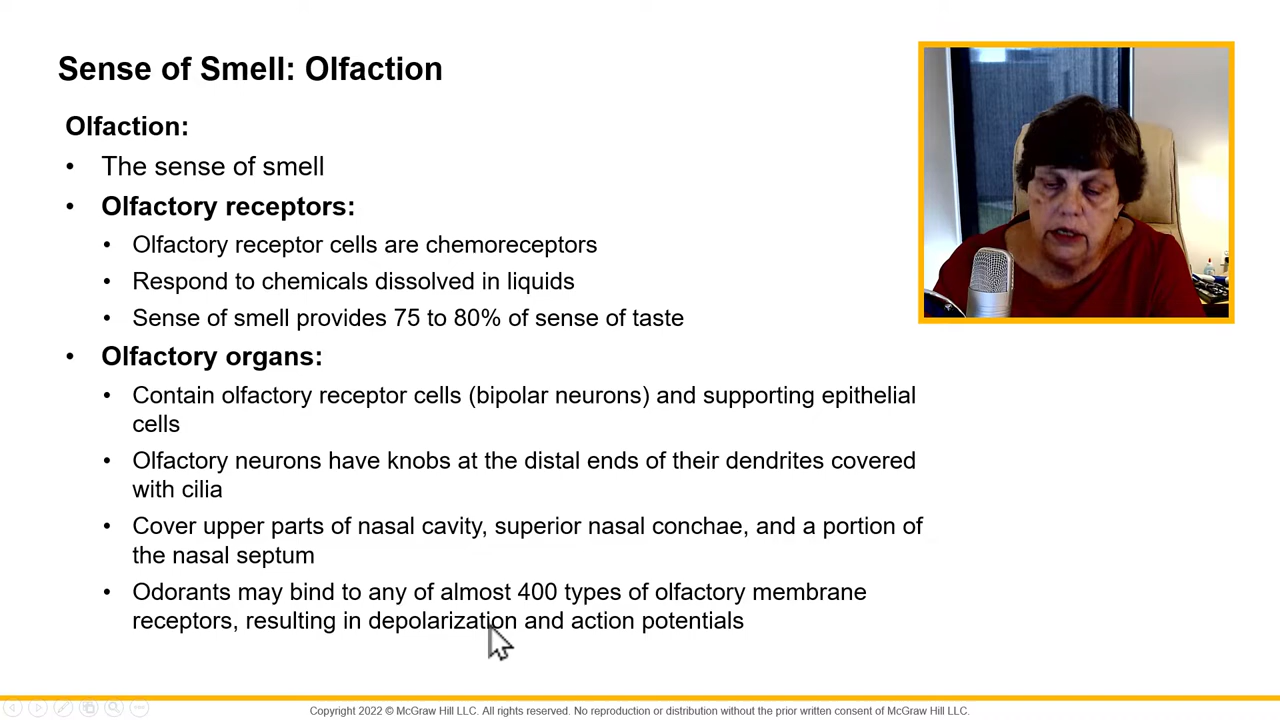 Sense of Smell: Olfaction
Olfaction:
• The sense of smell
• Olfactory receptors:
• Olfactory receptor cells are chemoreceptors
• Respond to chemicals dissolved in liquids
• Sense of smell provides 75 to 80% of sense of taste
• Olfactory organs:
• Contain olfactory receptor cells (bipolar neurons) and supporting epithelial
cells
• Olfactory neurons have knobs at the distal ends of their dendrites covered
with cilia
• Cover upper parts of nasal cavity, superior nasal conchae, and a portion of
the nasal septum
• Odorants may bind to any of almost 400 types of olfactory membrane
receptors, resulting in depolarization and action potentials
Copyright 2022 © McGraw Hill LLC. All rights reserved. No reproduction or distribution without the prior written consent of McGraw Hill LLC.